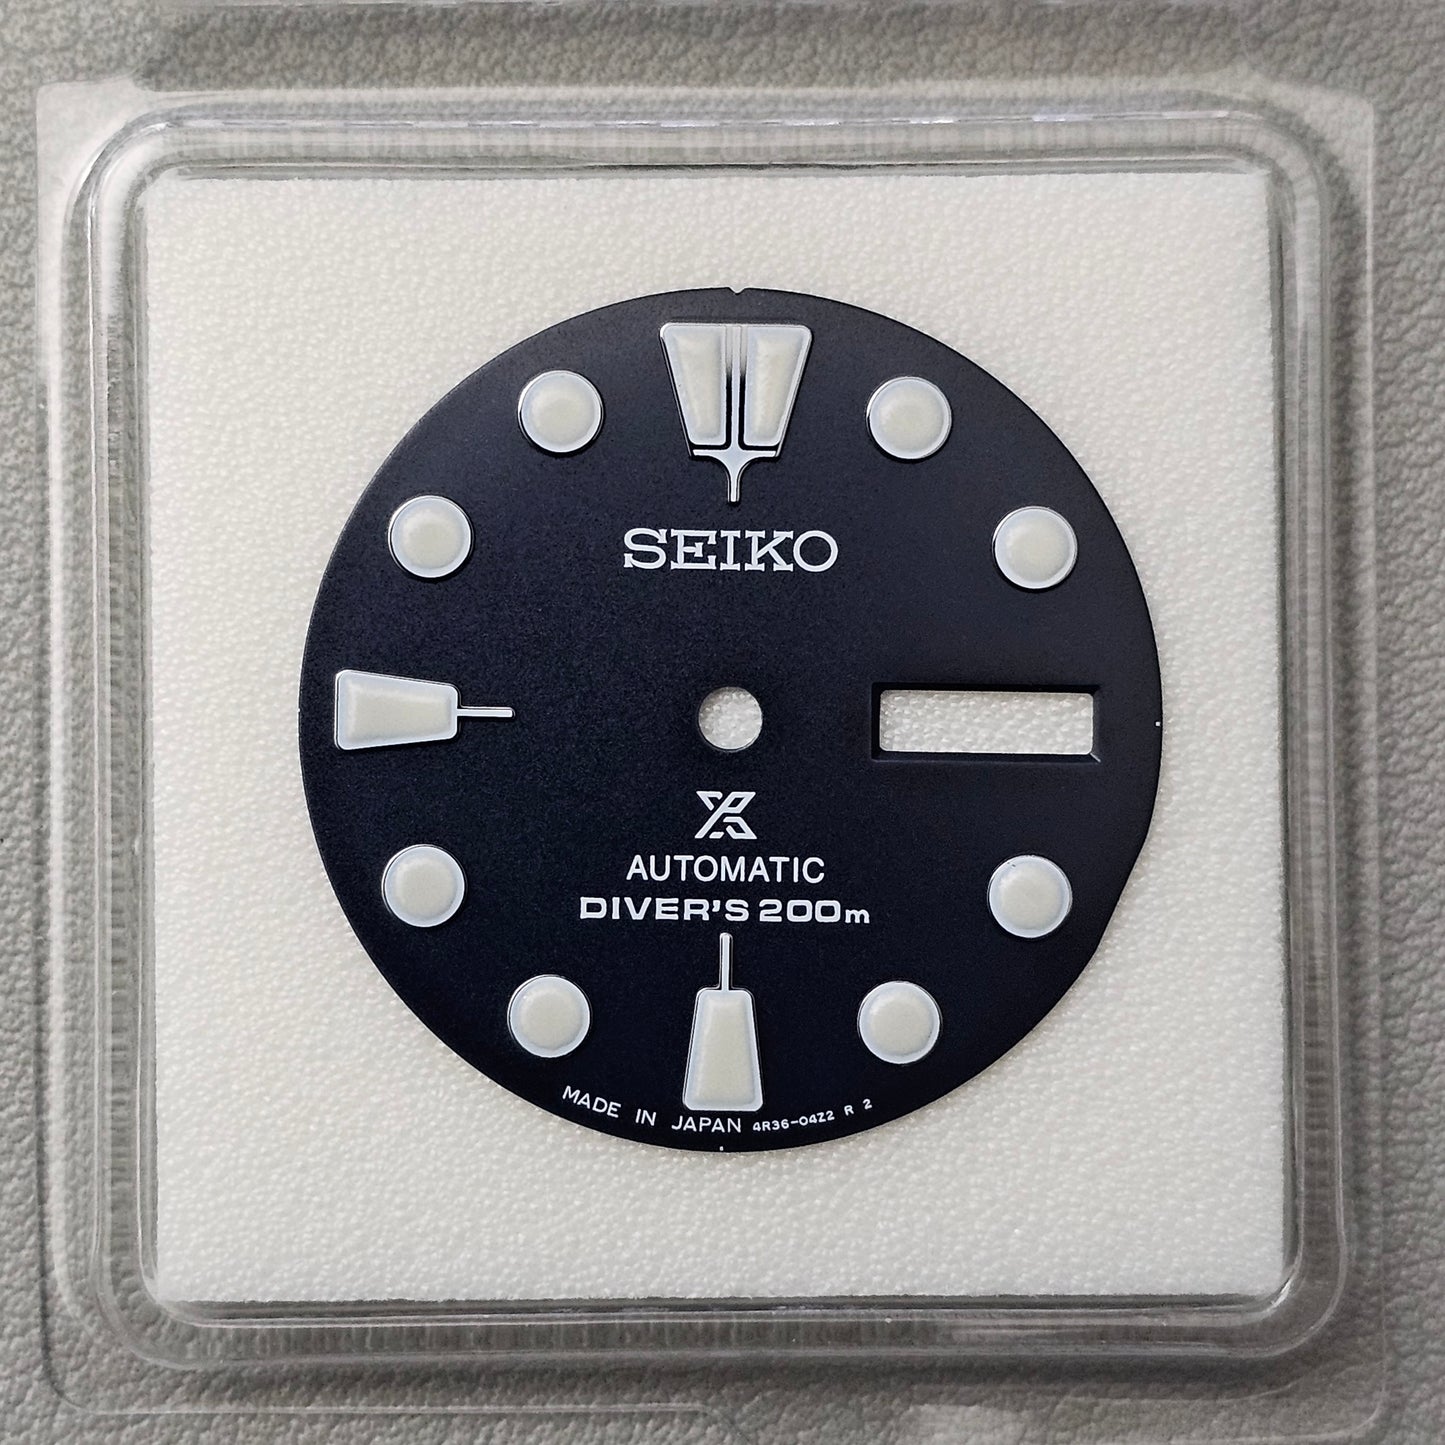 SEIKO
AUTOMATIC
DIVER'S 200m
MADE IN JAPAN 4R36-04Z2 R 2